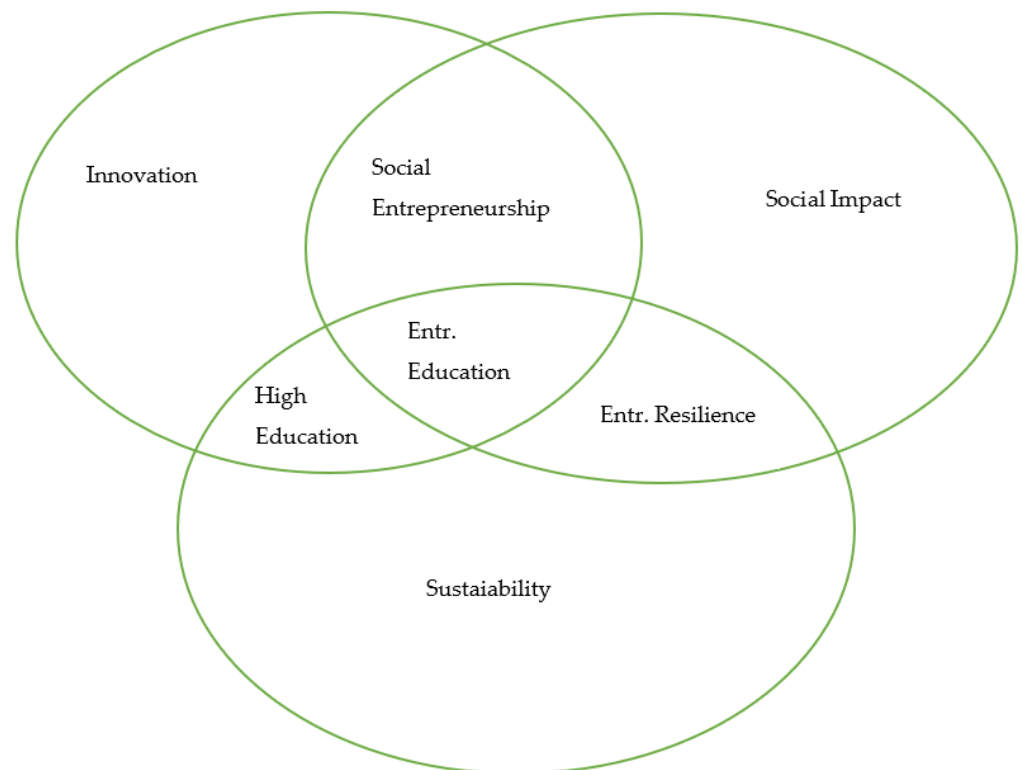 Innovation
Social
Entrepreneurship
Social Impact
Entr.
Education
High
Education
Entr. Resilience
Sustaiability